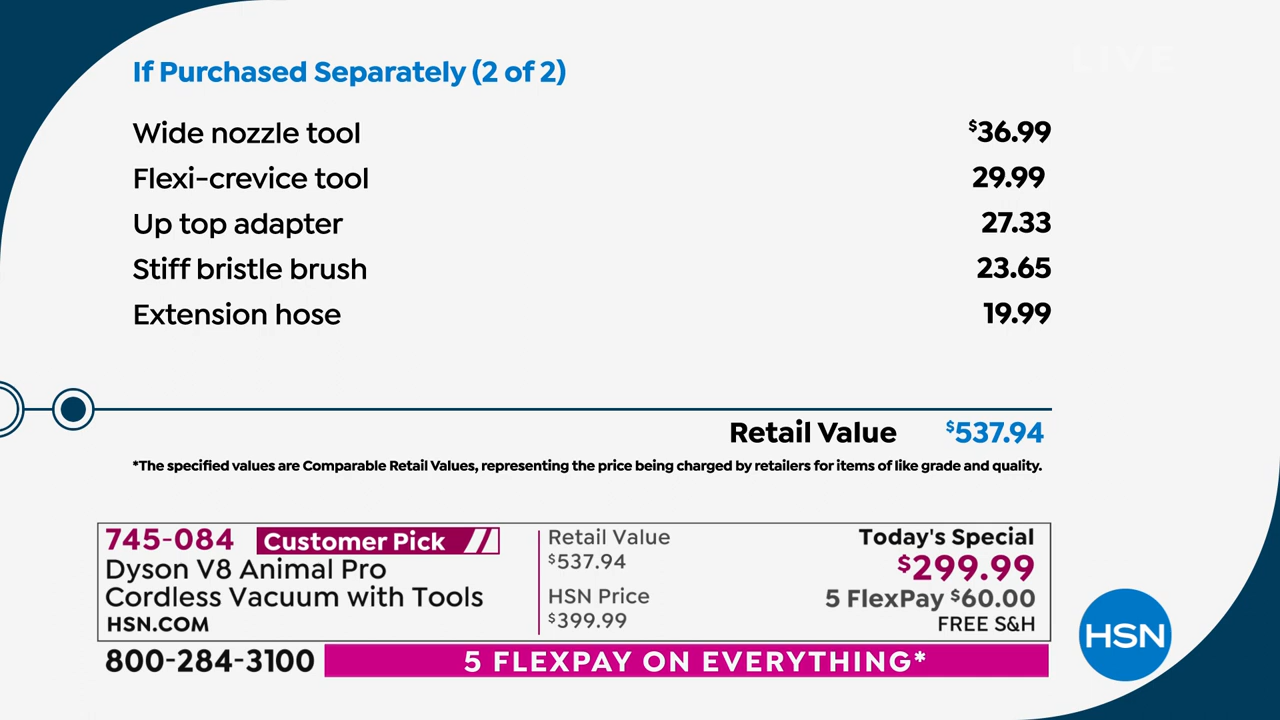 LIVE
If Purchased Separately (2 of 2)
Wide nozzle tool $36.99
Flexi-crevice tool 29.99
Up top adapter 27.33
Stiff bristle brush 23.65
Extension hose 19.99
Retail Value $537.94
*The specified values are Comparable Retail Values, representing the price being charged by retailers for items of like grade and quality.
745-084 Customer Pick
Dyson V8 Animal Pro
Cordless Vacuum with Tools
HSN.COM
Retail Value
$537.94
HSN Price
$399.99
Today's Special
$299.99
5 FlexPay $60.00
FREE S&H
HSN
800-284-3100 5 FLEXPAY ON EVERYTHING*